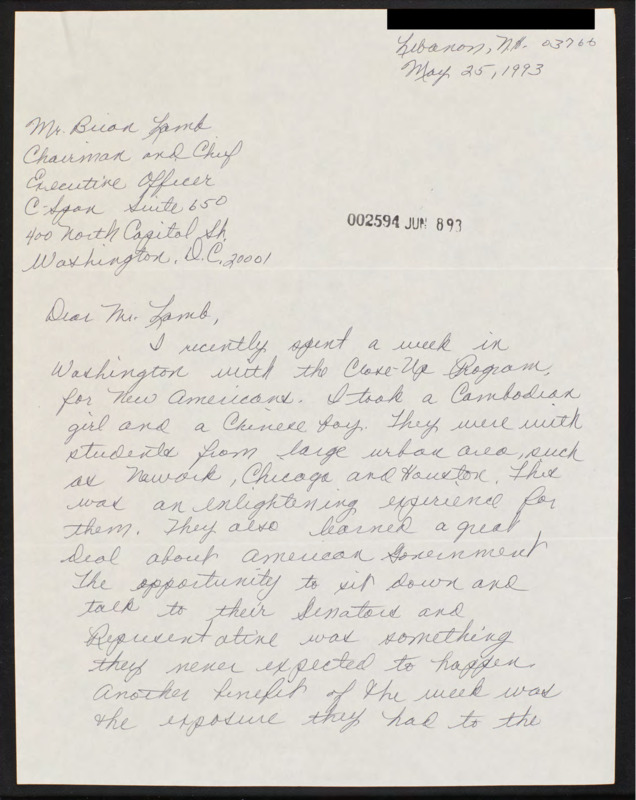 Lebanon, N.H. 03766
May 25, 1993
Mr. Brian Lamb
Chairman and Chief
Executive Officer
C-Span Suite 650
400 North Capitol St.
Washington, D.C. 20001
002594 JUN 8 93
Dear Mr. Lamb,
I recently spent a week in
Washington with the Close-Up Program
for New Americans. I took a Cambodian
girl and a Chinese boy. They were with
students from large urban area, such
as Newark, Chicago and Houston. This
was an enlightening experience for
them. They also learned a great
deal about American Government
The opportunity to sit down and
talk to their Senators and
Representative was something
they never expected to happen.
Another benefit of the week was
the exposure they had to the